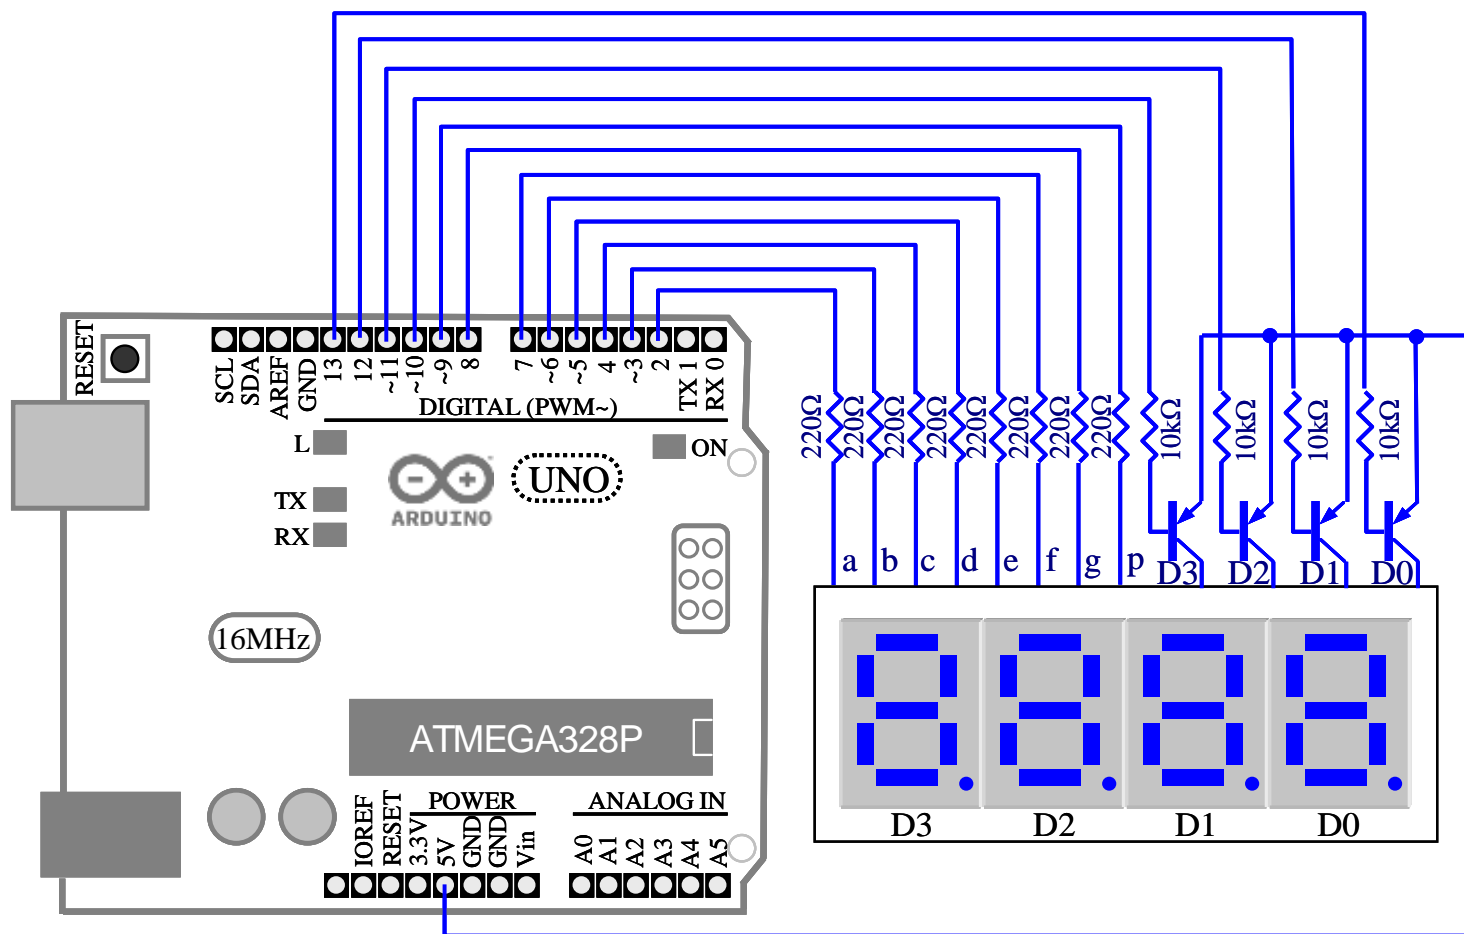 RESET
SCL
SDA
AREF
GND
13
12
~11
~10
~9
8
7
~6
~5
4
~3
2
TX 1
RX 0
DIGITAL (PWM~)
L
ON
TX
RX
ARDUINO
UNO
16MHz
ATMEGA328P
POWER
ANALOG IN
IOREF
RESET
3.3V
5V
GND
GND
Vin
A0
A1
A2
A3
A4
A5
220Ω
220Ω
220Ω
220Ω
220Ω
220Ω
220Ω
220Ω
10kΩ
10kΩ
10kΩ
10kΩ
a b c d e f g p D3 D2 D1 D0
D3 D2 D1 D0